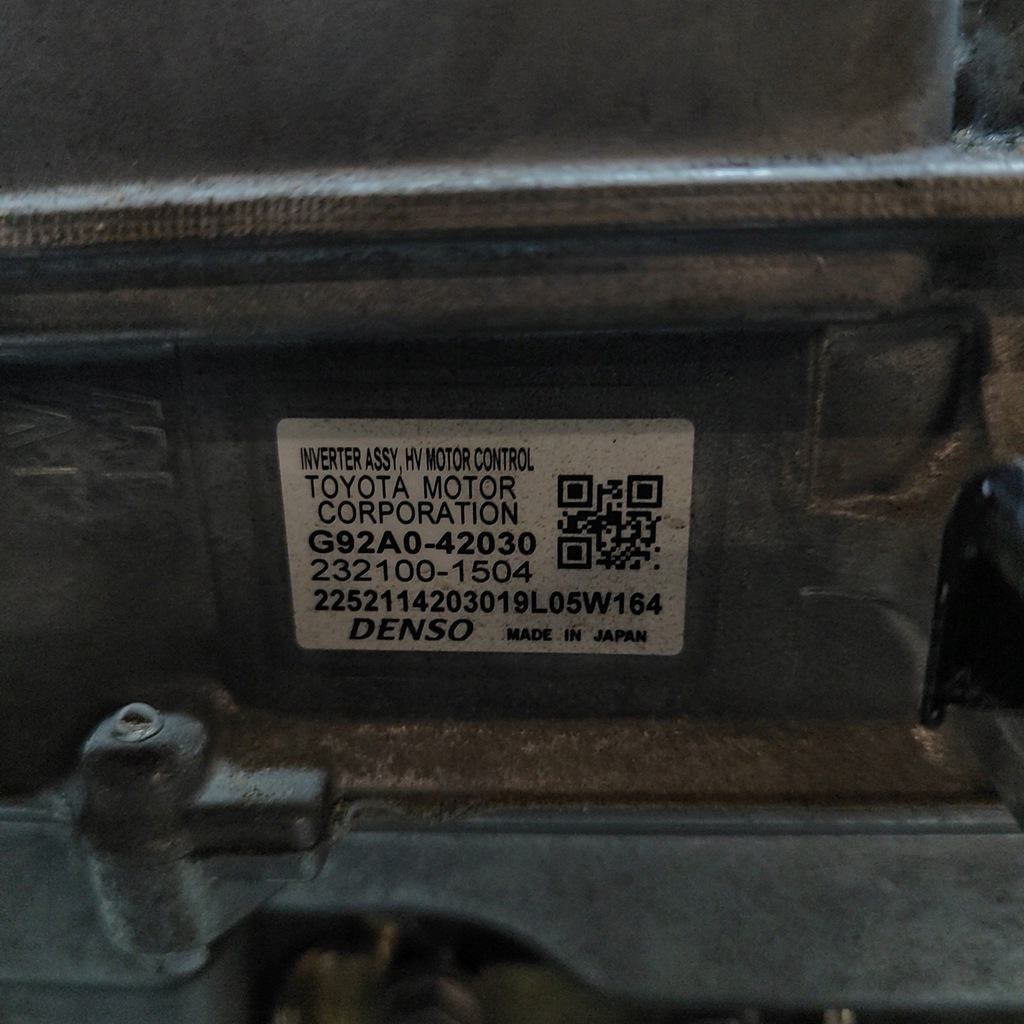 INVERTER ASSY, HV MOTOR CONTROL
TOYOTA MOTOR
CORPORATION
G92A0-42030
232100-1504
2252114203019L05W164
DENSO MADE IN JAPAN